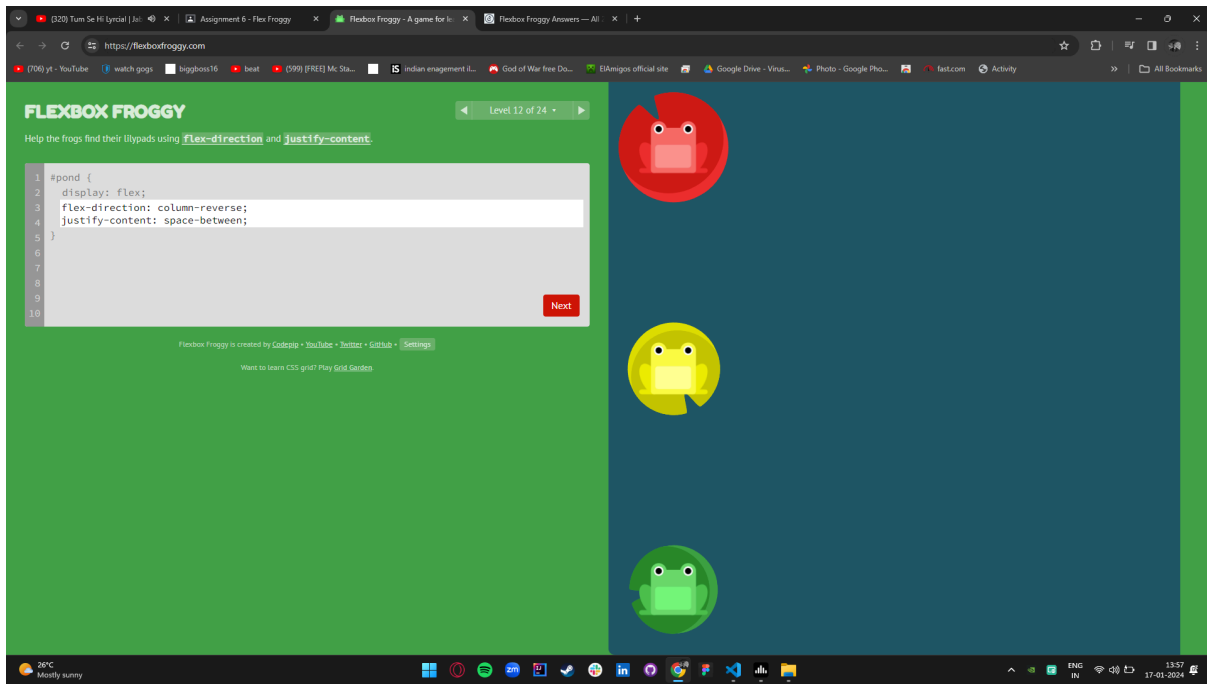 (320) Tum Se Hi Lyrcial | Jab
Assignment 6 - Flex Froggy
Flexbox Froggy - A game for le
Flexbox Froggy Answers — All
https://flexboxfroggy.com
(706) yt - YouTube
watch gogs
biggboss16
beat
(599) [FREE] Mc Sta...
indian enagement il...
God of War free Do...
ElAmigos official site
Google Drive - Virus...
Photo - Google Pho...
fast.com
Activity
All Bookmarks
FLEXBOX FROGGY
Level 12 of 24
Help the frogs find their lilypads using flex-direction and justify-content.
1 #pond {
2 display: flex;
3 flex-direction: column-reverse;
4 justify-content: space-between;
5 }
6
7
8
9
10
Next
Flexbox Froggy is created by Codepip • YouTube • Twitter • GitHub • Settings
Want to learn CSS grid? Play Grid Garden.
26°C
Mostly sunny
zm
in
ENG
IN
13:57
17-01-2024